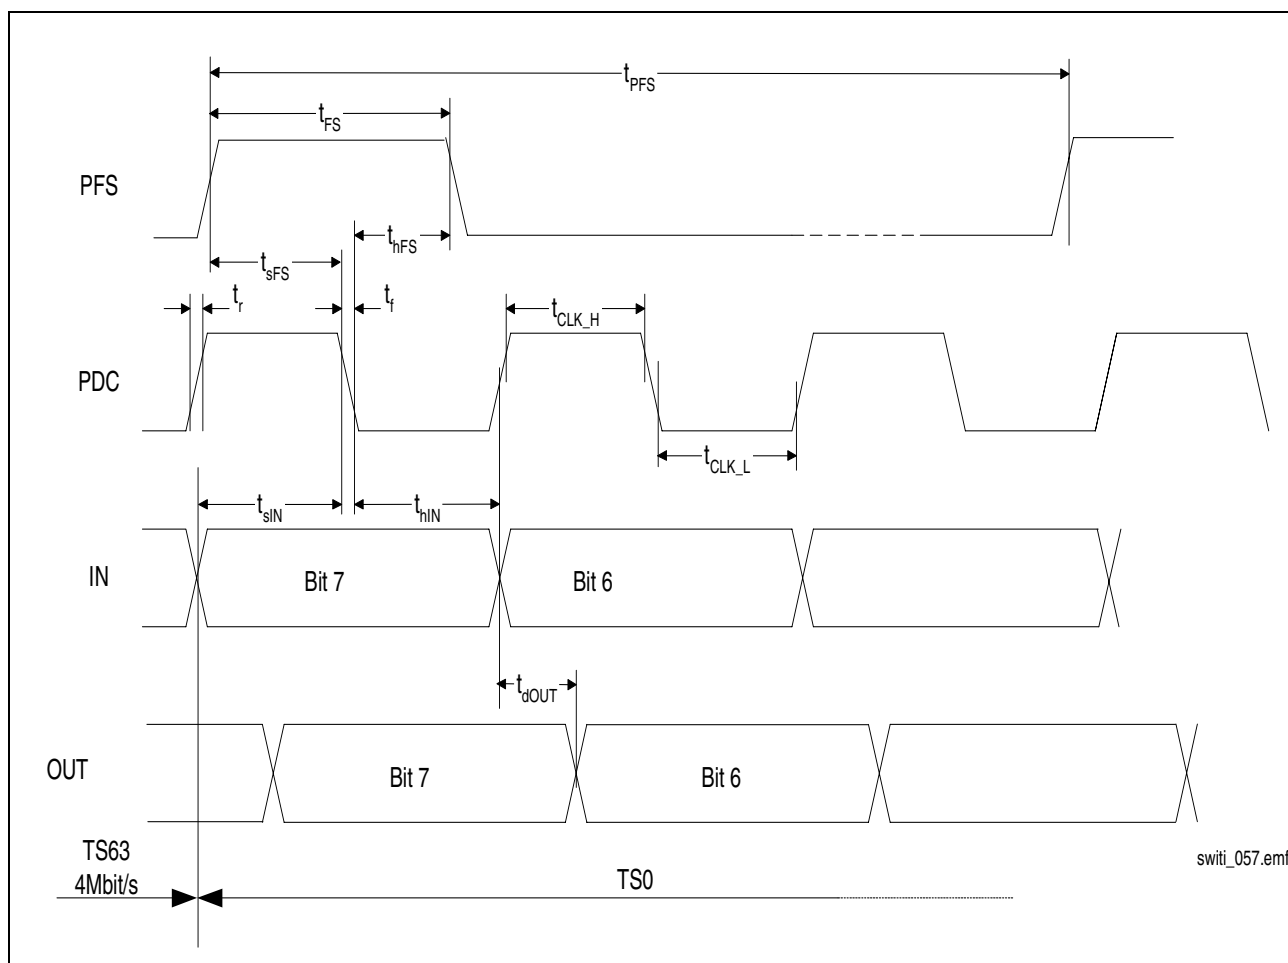 tPFS
tFS
PFS
thFS
tsFS
tr
tf
tCLK_H
PDC
tCLK_L
tsIN
thIN
IN
Bit 7
Bit 6
tdOUT
OUT
Bit 7
Bit 6
switi_057.emf
TS63
4Mbit/s
TS0